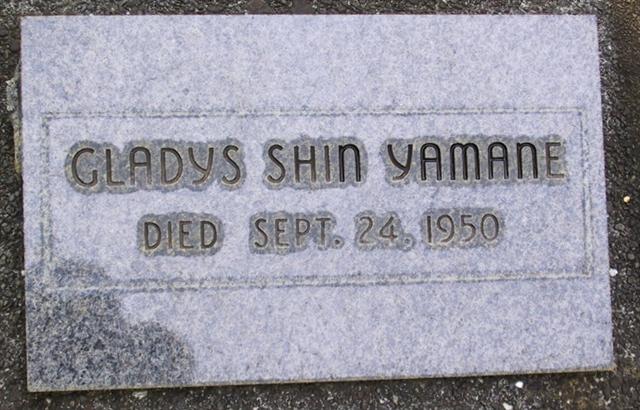 GLADYS SHIN YAMANE
DIED SEPT. 24, 1950